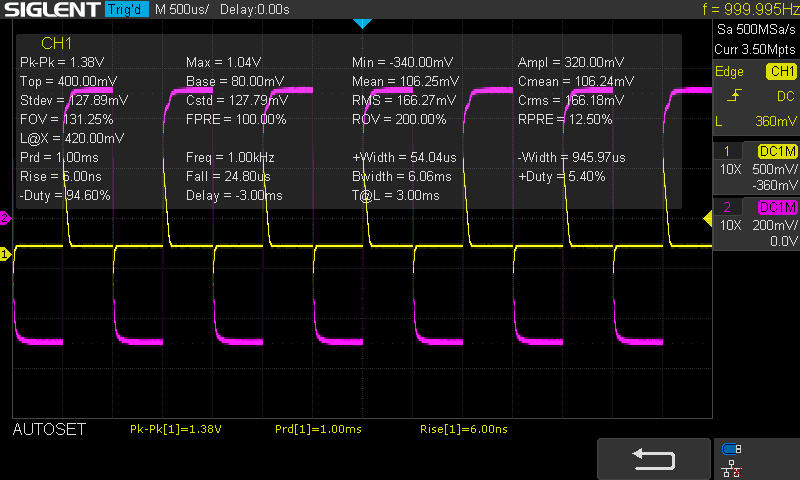 SIGLENT Trig'd M 500us/ Delay:0.00s f = 999.995Hz
Sa 500MSa/s
Curr 3.50Mpts
CH1
Pk-Pk = 1.38V Max = 1.04V Min = -340.00mV Ampl = 320.00mV
Top = 400.00mV Base = 80.00mV Mean = 106.25mV Cmean = 106.24mV
Stdev = 127.89mV Cstd = 127.79mV RMS = 166.27mV Crms = 166.18mV
FOV = 131.25% FPRE = 100.00% ROV = 200.00% RPRE = 12.50%
L@X = 420.00mV
Prd = 1.00ms Freq = 1.00kHz +Width = 54.04us -Width = 945.97us
Rise = 6.00ns Fall = 24.80us Bwidth = 6.06ms +Duty = 5.40%
-Duty = 94.60% Delay = -3.00ms T@L = 3.00ms
Edge CH1
DC
L 360mV
1 DC1M
10X 500mV/
-360mV
2 DC1M
10X 200mV/
0.0V
2
1
AUTOSET Pk-Pk[1]=1.38V Prd[1]=1.00ms Rise[1]=6.00ns